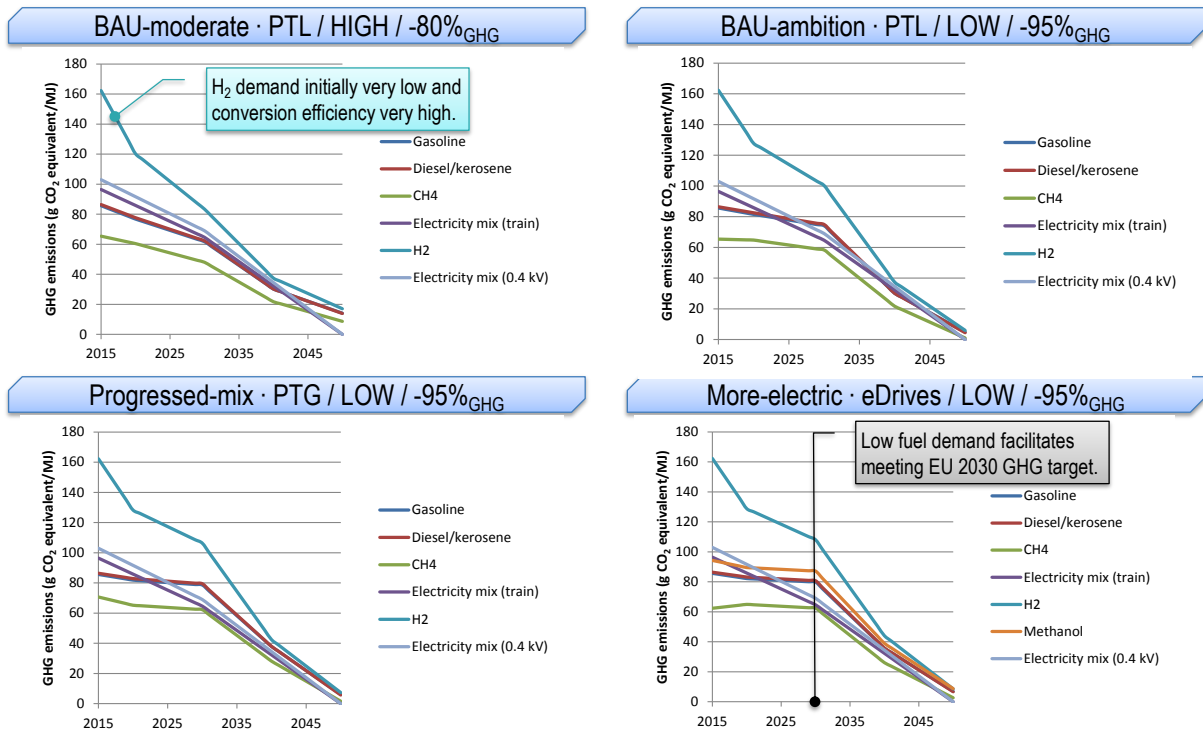 BAU-moderate · PTL / HIGH / -80%GHG
GHG emissions (g CO2 equivalent/MJ)
180
160
140
120
100
80
60
40
20
0
2015
2025
2035
2045
H2 demand initially very low and
conversion efficiency very high.
Gasoline
Diesel/kerosene
CH4
Electricity mix (train)
H2
Electricity mix (0.4 kV)
BAU-ambition · PTL / LOW / -95%GHG
GHG emissions (g CO2 equivalent/MJ)
180
160
140
120
100
80
60
40
20
0
2015
2025
2035
2045
Gasoline
Diesel/kerosene
CH4
Electricity mix (train)
H2
Electricity mix (0.4 kV)
Progressed-mix · PTG / LOW / -95%GHG
GHG emissions (g CO2 equivalent/MJ)
180
160
140
120
100
80
60
40
20
0
2015
2025
2035
2045
Gasoline
Diesel/kerosene
CH4
Electricity mix (train)
H2
Electricity mix (0.4 kV)
More-electric · eDrives / LOW / -95%GHG
GHG emissions (g CO2 equivalent/MJ)
180
160
140
120
100
80
60
40
20
0
2015
2025
2035
2045
Low fuel demand facilitates
meeting EU 2030 GHG target.
Gasoline
Diesel/kerosene
CH4
Electricity mix (train)
H2
Methanol
Electricity mix (0.4 kV)